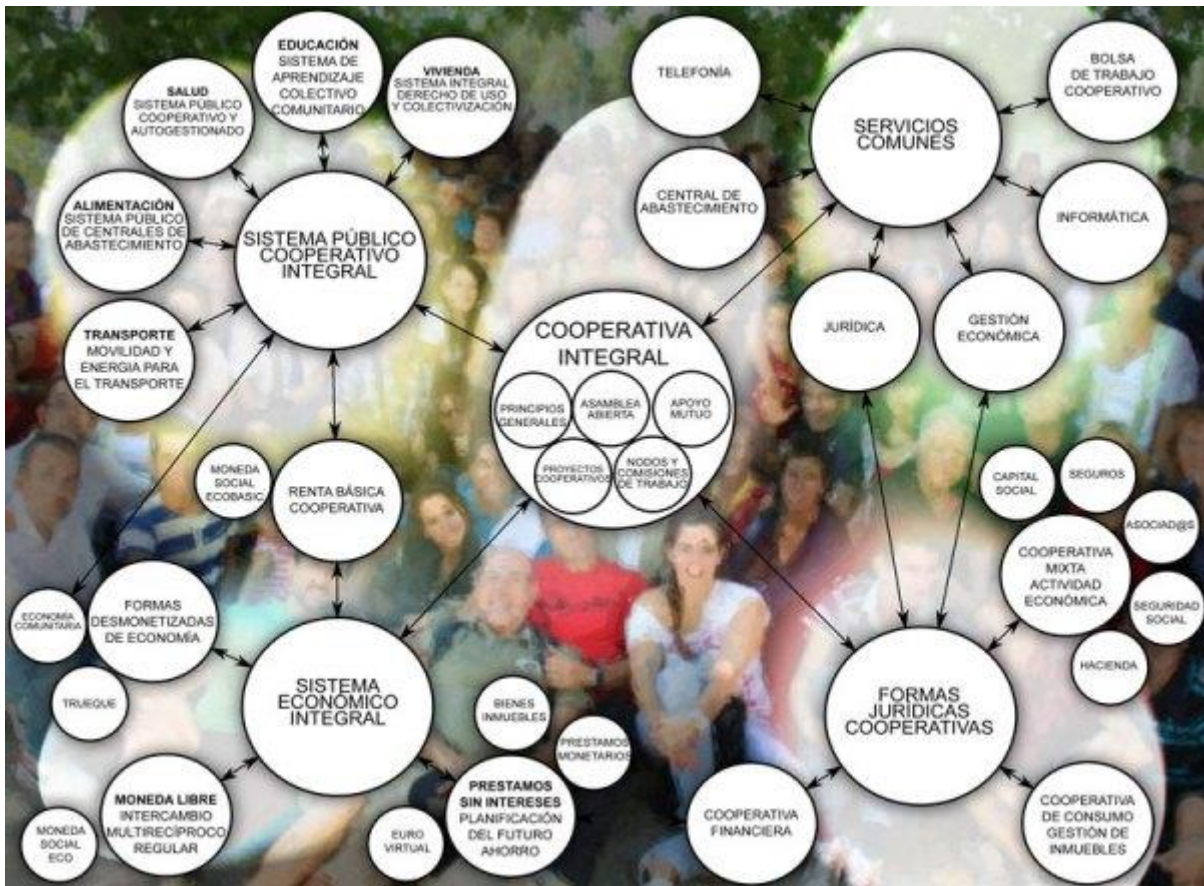 EDUCACIÓN
SISTEMA DE
APRENDIZAJE
COLECTIVO
COMUNITARIO
VIVIENDA
SISTEMA INTEGRAL
DERECHO DE USO
Y COLECTIVIZACIÓN
SALUD
SISTEMA PÚBLICO
COOPERATIVO Y
AUTOGESTIONADO
ALIMENTACIÓN
SISTEMA PÚBLICO
DE CENTRALES DE
ABASTECIMIENTO
TRANSPORTE
MOVILIDAD Y
ENERGIA PARA
EL TRANSPORTE
SISTEMA PÚBLICO
COOPERATIVO
INTEGRAL
TELEFONÍA
CENTRAL DE
ABASTECIMIENTO
SERVICIOS
COMUNES
BOLSA
DE TRABAJO
COOPERATIVO
INFORMÁTICA
JURÍDICA
GESTIÓN
ECONÓMICA
COOPERATIVA
INTEGRAL
PRINCIPIOS
GENERALES
ASAMBLEA
ABIERTA
APOYO
MUTUO
PROYECTOS
COOPERATIVOS
NODOS Y
COMISIONES
DE TRABAJO
MONEDA
SOCIAL
ECOBASIC
RENTA BÁSICA
COOPERATIVA
ECONOMÍA
COMUNITARIA
FORMAS
DESMONETIZADAS
DE ECONOMÍA
TRUEQUE
SISTEMA
ECONÓMICO
INTEGRAL
MONEDA LIBRE
INTERCAMBIO
MULTIRECÍPROCO
REGULAR
MONEDA
SOCIAL
ECO
BIENES
INMUEBLES
PRESTAMOS
MONETARIOS
PRESTAMOS
SIN INTERESES
PLANIFICACIÓN
DEL FUTURO
AHORRO
EURO
VIRTUAL
CAPITAL
SOCIAL
SEGUROS
ASOCIAD@S
COOPERATIVA
MIXTA
ACTIVIDAD
ECONÓMICA
SEGURIDAD
SOCIAL
HACIENDA
FORMAS
JURÍDICAS
COOPERATIVAS
COOPERATIVA
FINANCIERA
COOPERATIVA
DE CONSUMO
GESTIÓN DE
INMUEBLES